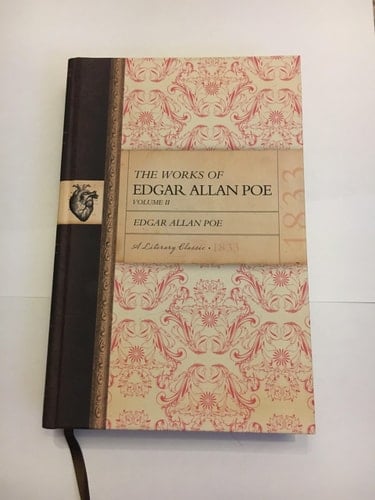 THE WORKS OF
EDGAR ALLAN POE
VOLUME II
EDGAR ALLAN POE
A Literary Classic • 1833
1833